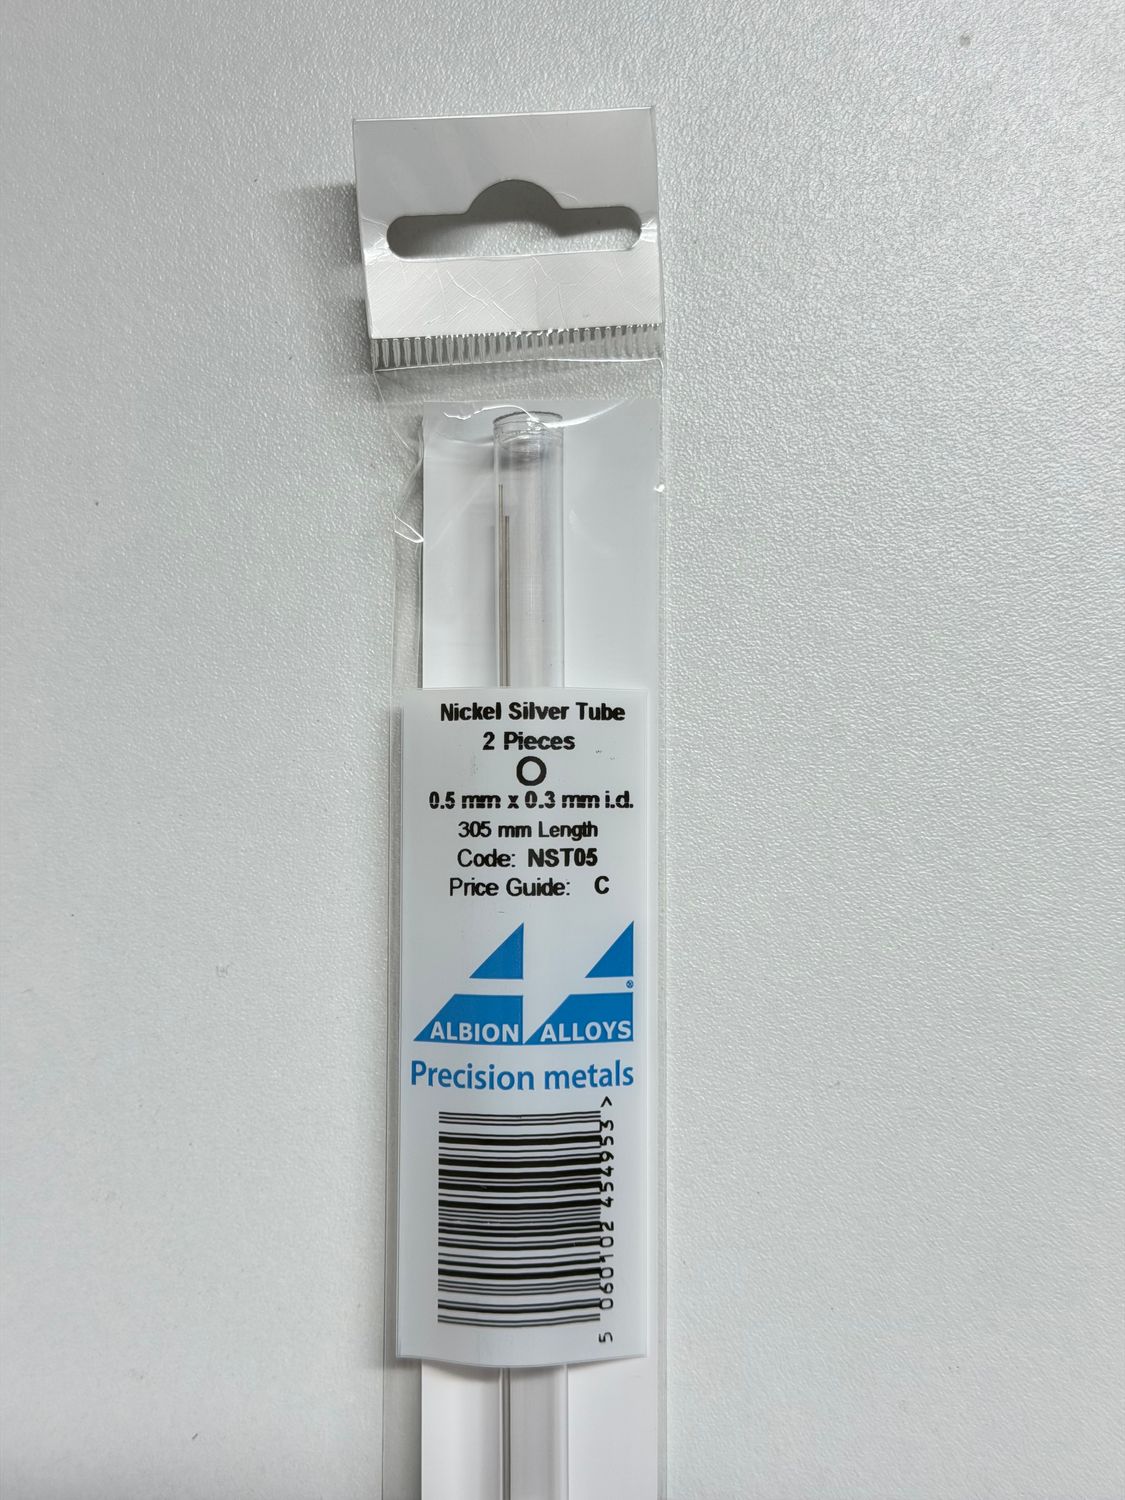 Nickel Silver Tube
2 Pieces
0.5 mm x 0.3 mm i.d.
305 mm Length
Code: NST05
Price Guide: C
ALBION ALLOYS®
Precision metals
5 060102 454953 >